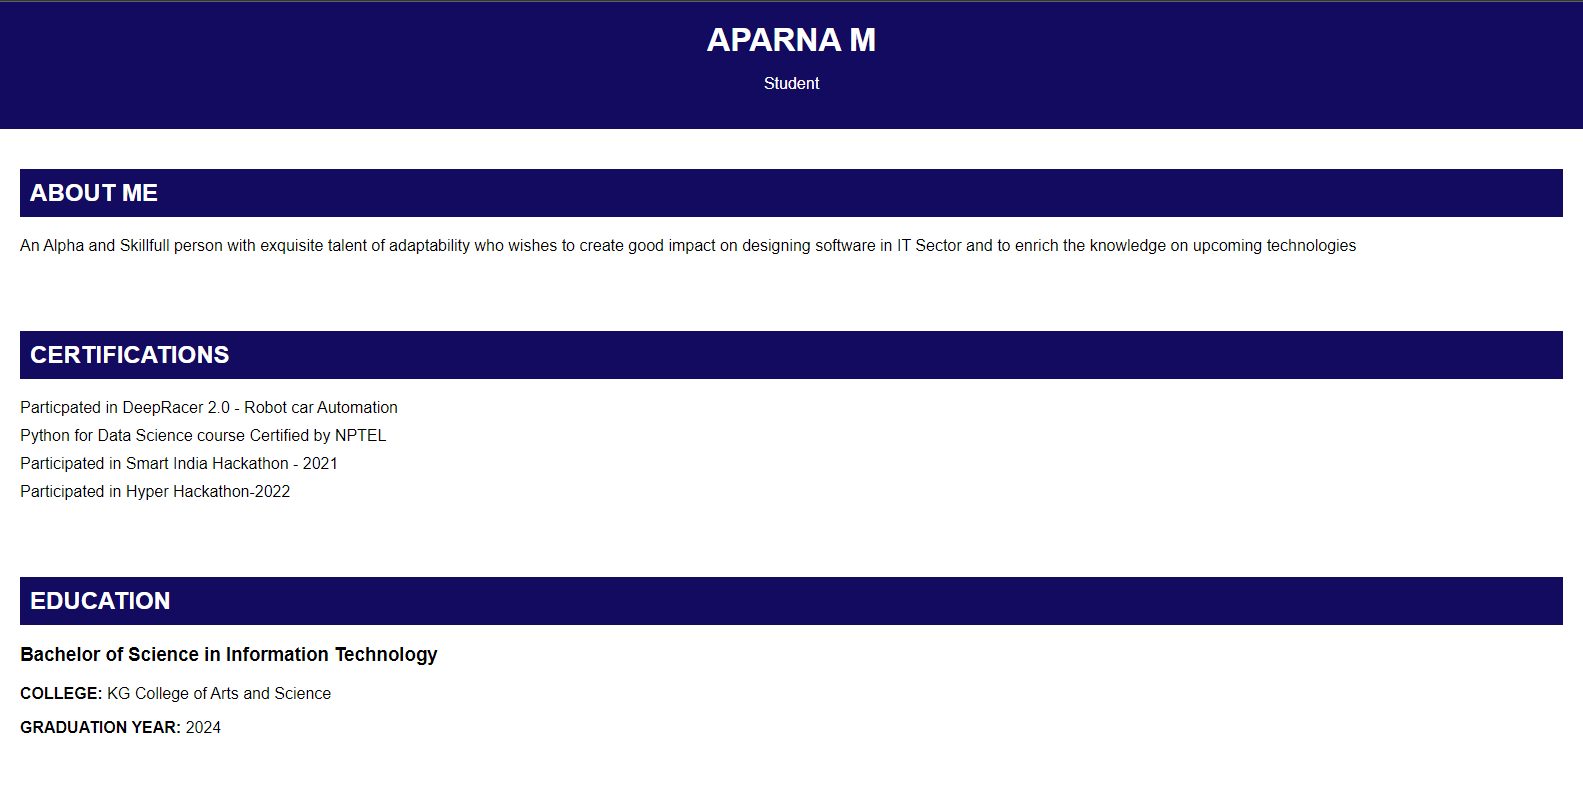 APARNA M
Student
ABOUT ME
An Alpha and Skillfull person with exquisite talent of adaptability who wishes to create good impact on designing software in IT Sector and to enrich the knowledge on upcoming technologies
CERTIFICATIONS
Particpated in DeepRacer 2.0 - Robot car Automation
Python for Data Science course Certified by NPTEL
Participated in Smart India Hackathon - 2021
Participated in Hyper Hackathon-2022
EDUCATION
Bachelor of Science in Information Technology
COLLEGE: KG College of Arts and Science
GRADUATION YEAR: 2024